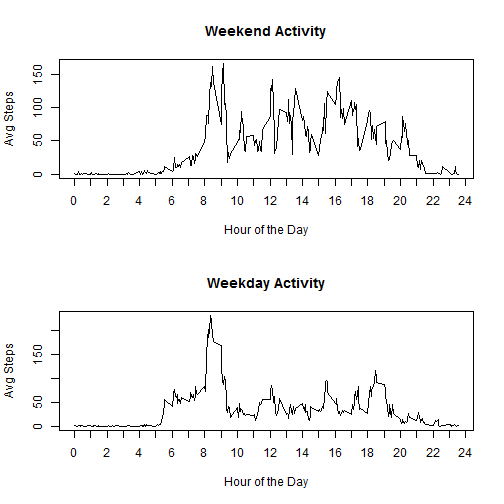 Weekend Activity
Avg Steps
0 50 100 150
0 2 4 6 8 10 12 14 16 18 20 22 24
Hour of the Day
Weekday Activity
Avg Steps
0 50 150
0 2 4 6 8 10 12 14 16 18 20 22 24
Hour of the Day